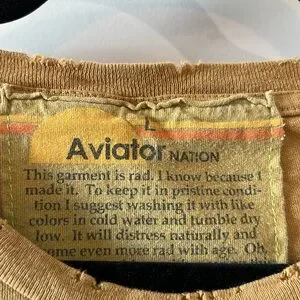 L
Aviator NATION
This garment is rad. I know because I
made it. To keep it in pristine condi-
tion I suggest washing it with like
colors in cold water and tumble dry
low. It will distress naturally and
even more rad with age. Oh,